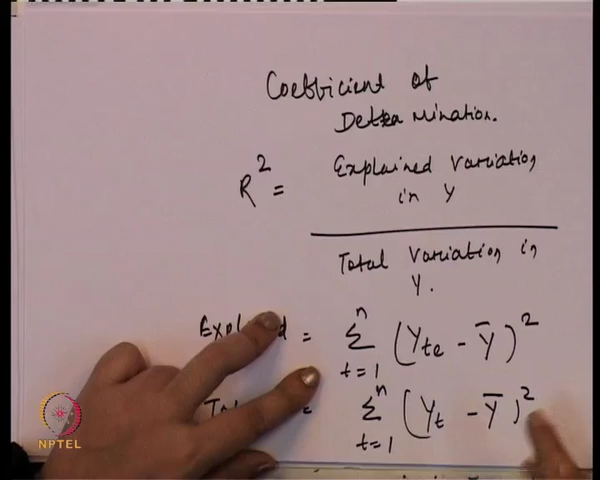 Coefficient of
Determination.
R² = Explained Variation
in Y
Total Variation in
Y.
= n Σ t=1 (Yte - Ȳ)²
= n Σ t=1 (Yt - Ȳ)²
NPTEL